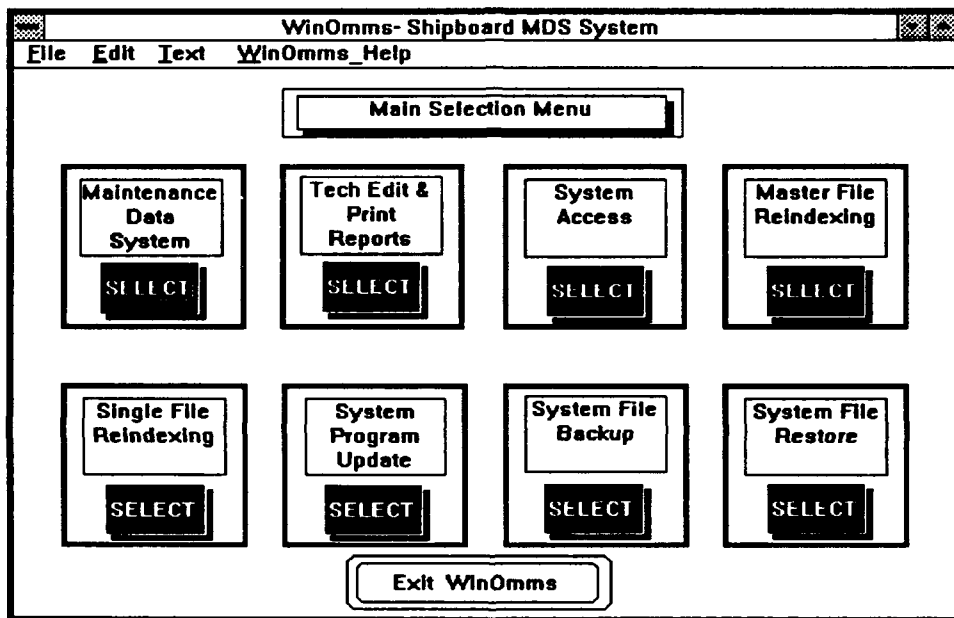 WinOmms- Shipboard MDS System
File Edit Text WinOmms_Help
Main Selection Menu
Maintenance
Data
System
SELECT
Tech Edit &
Print
Reports
SELECT
System
Access
SELECT
Master File
Reindexing
SELECT
Single File
Reindexing
SELECT
System
Program
Update
SELECT
System File
Backup
SELECT
System File
Restore
SELECT
Exit WinOmms